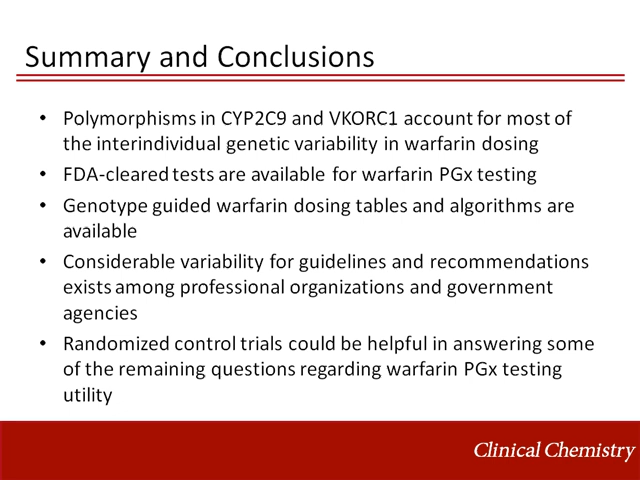 Summary and Conclusions
• Polymorphisms in CYP2C9 and VKORC1 account for most of
the interindividual genetic variability in warfarin dosing
• FDA-cleared tests are available for warfarin PGx testing
• Genotype guided warfarin dosing tables and algorithms are
available
• Considerable variability for guidelines and recommendations
exists among professional organizations and government
agencies
• Randomized control trials could be helpful in answering some
of the remaining questions regarding warfarin PGx testing
utility
Clinical Chemistry